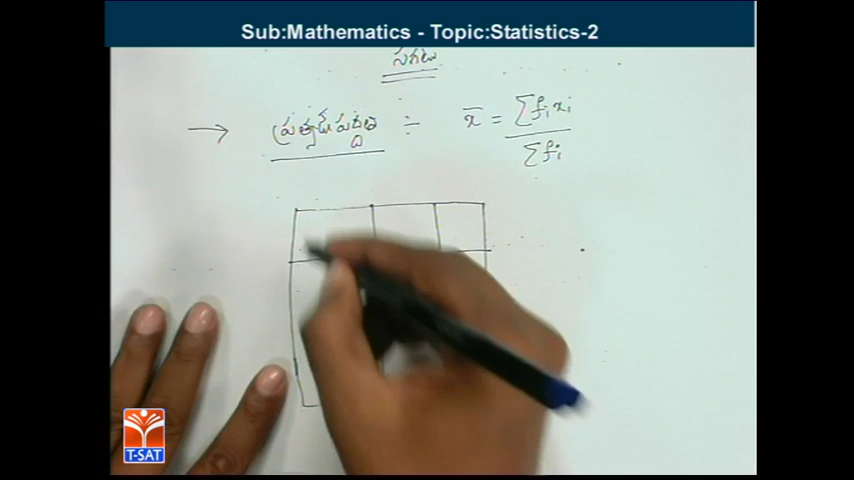 Sub:Mathematics - Topic:Statistics-2
సగటు
→ ప్రత్యక్ష పద్ధతి ÷ x̄ = Σfᵢxᵢ / Σfᵢ
T-SAT